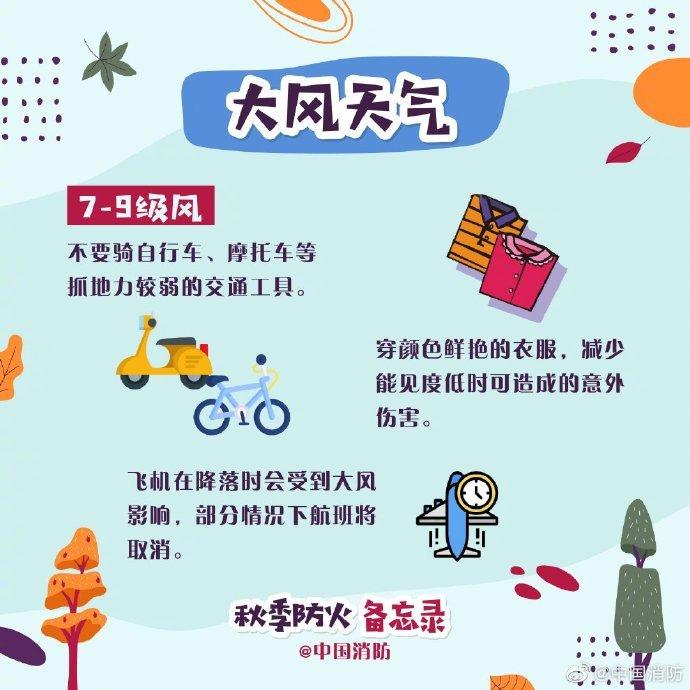 大风天气
7-9级风
不要骑自行车、摩托车等
抓地力较弱的交通工具。
穿颜色鲜艳的衣服，减少
能见度低时可造成的意外
伤害。
飞机在降落时会受到大风
影响，部分情况下航班将
取消。
秋季防火 备忘录
@中国消防
@中国消防